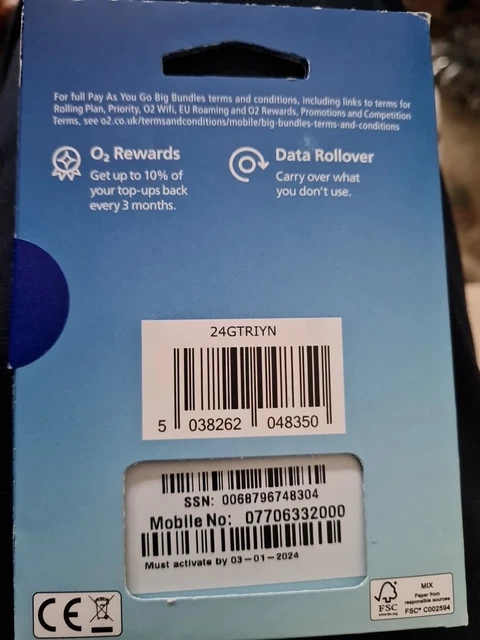 For full Pay As You Go Big Bundles terms and conditions, including links to terms for
Rolling Plan, Priority, O2 Wifi, EU Roaming and O2 Rewards, Promotions and Competition
Terms, see o2.co.uk/termsandconditions/mobile/big-bundles-terms-and-conditions
O₂ Rewards
Get up to 10% of
your top-ups back
every 3 months.
Data Rollover
Carry over what
you don't use.
24GTRIYN
5 038262 048350
SSN: 0068796748304
Mobile No: 07706332000
Must activate by 03-01-2024
CE
FSC
www.fsc.org
MIX
Paper from
responsible sources
FSC® C002594